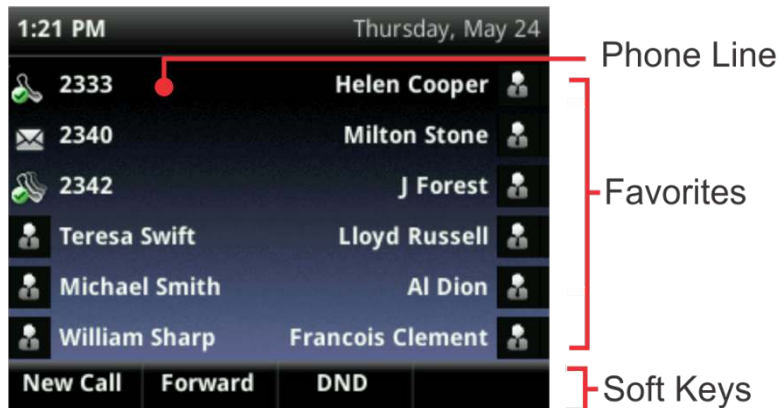 1:21 PM Thursday, May 24
Phone Line
2333 Helen Cooper
2340 Milton Stone
2342 J Forest
Favorites
Teresa Swift Lloyd Russell
Michael Smith Al Dion
William Sharp Francois Clement
New Call Forward DND
Soft Keys